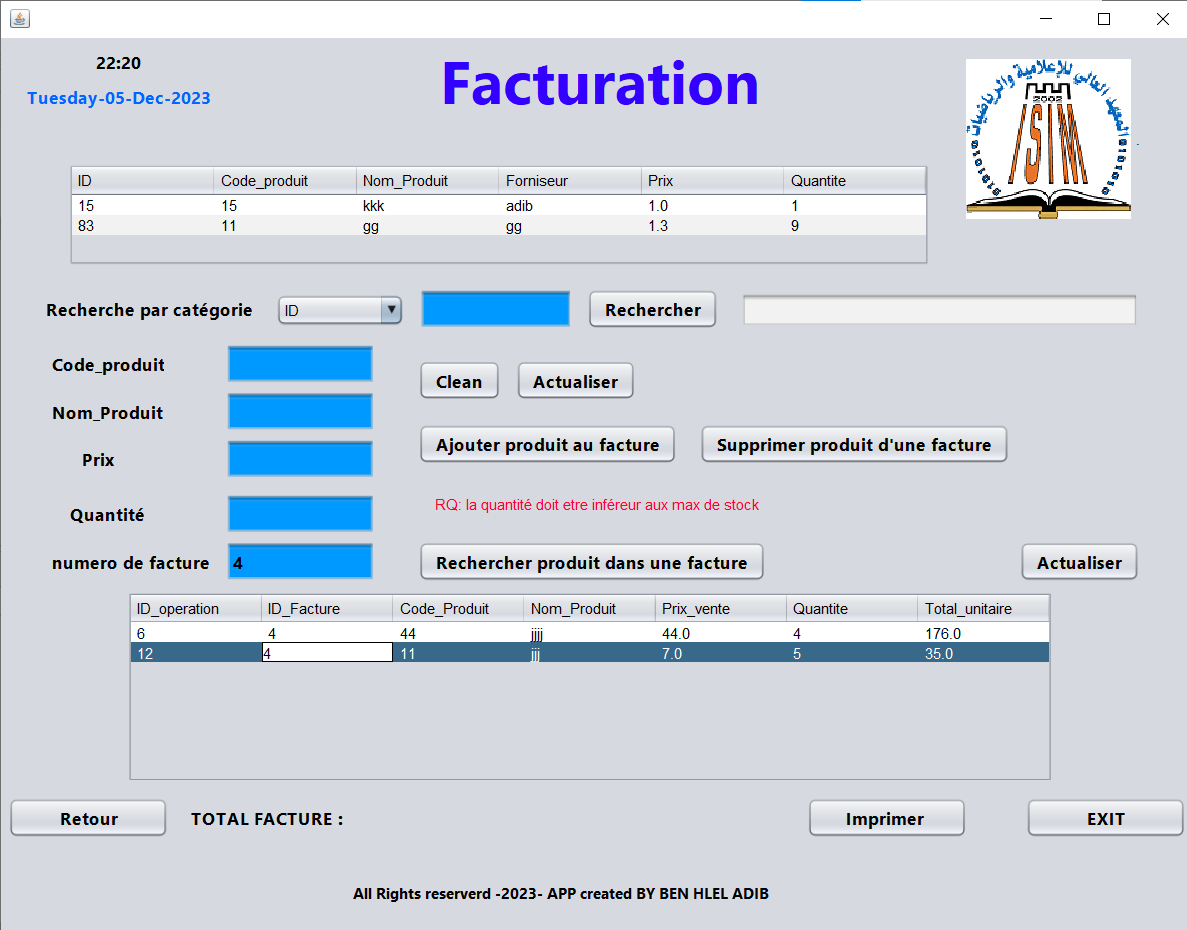 22:20
Tuesday-05-Dec-2023
Facturation
المعهد العالي للإعلامية والرياضيات
2002
ISIM
ID Code_produit Nom_Produit Forniseur Prix Quantite
15 15 kkk adib 1.0 1
83 11 gg gg 1.3 9
Recherche par catégorie ID Rechercher
Code_produit
Clean Actualiser
Nom_Produit
Ajouter produit au facture Supprimer produit d'une facture
Prix
RQ: la quantité doit etre inféreur aux max de stock
Quantité
numero de facture 4 Rechercher produit dans une facture Actualiser
ID_operation ID_Facture Code_Produit Nom_Produit Prix_vente Quantite Total_unitaire
6 4 44 jjjj 44.0 4 176.0
12 4 11 jjj 7.0 5 35.0
Retour TOTAL FACTURE : Imprimer EXIT
All Rights reserverd -2023- APP created BY BEN HLEL ADIB